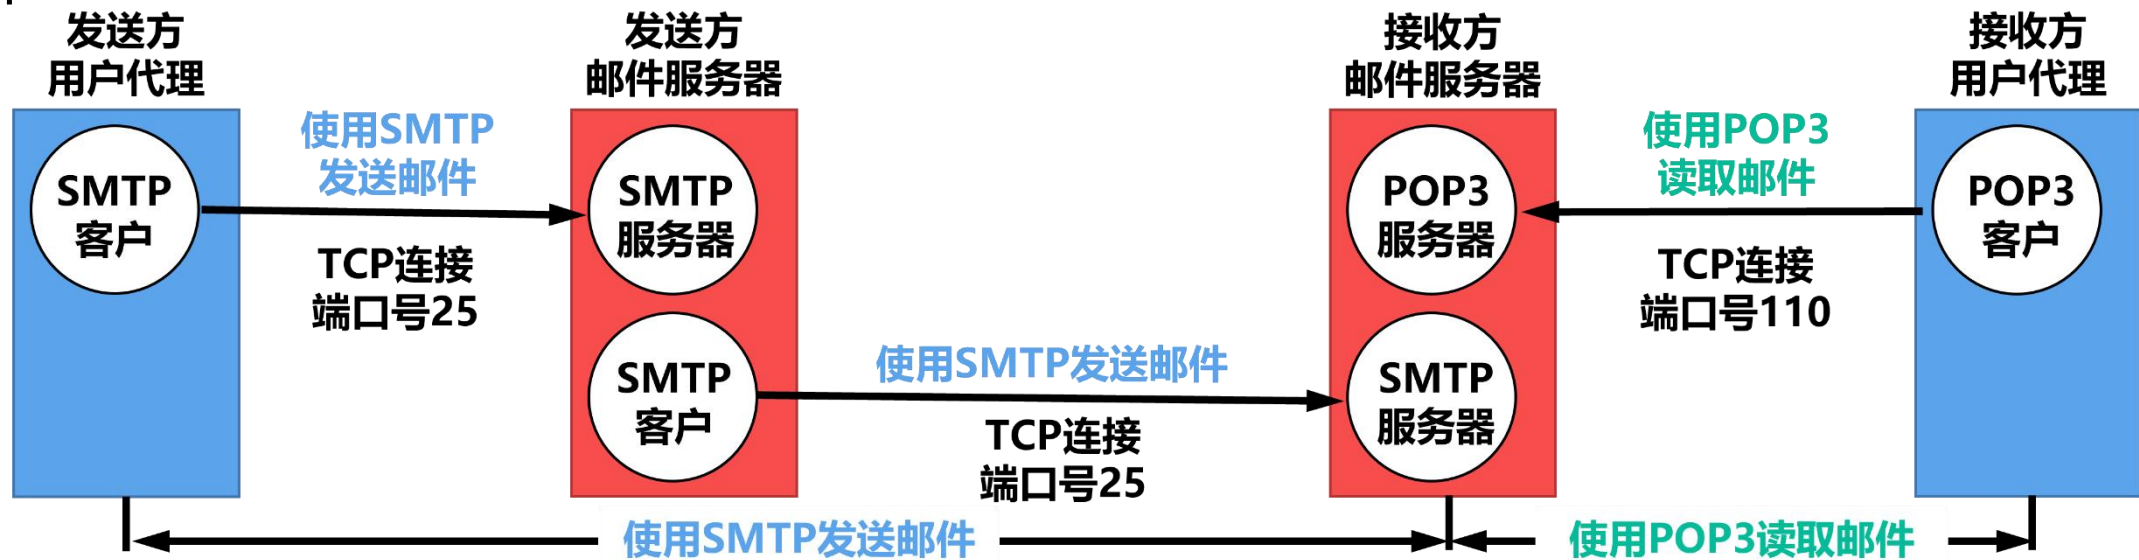 发送方
用户代理
发送方
邮件服务器
接收方
邮件服务器
接收方
用户代理
SMTP
客户
使用SMTP
发送邮件
TCP连接
端口号25
SMTP
服务器
SMTP
客户
使用SMTP发送邮件
TCP连接
端口号25
POP3
服务器
SMTP
服务器
使用POP3
读取邮件
TCP连接
端口号110
POP3
客户
使用SMTP发送邮件
使用POP3读取邮件